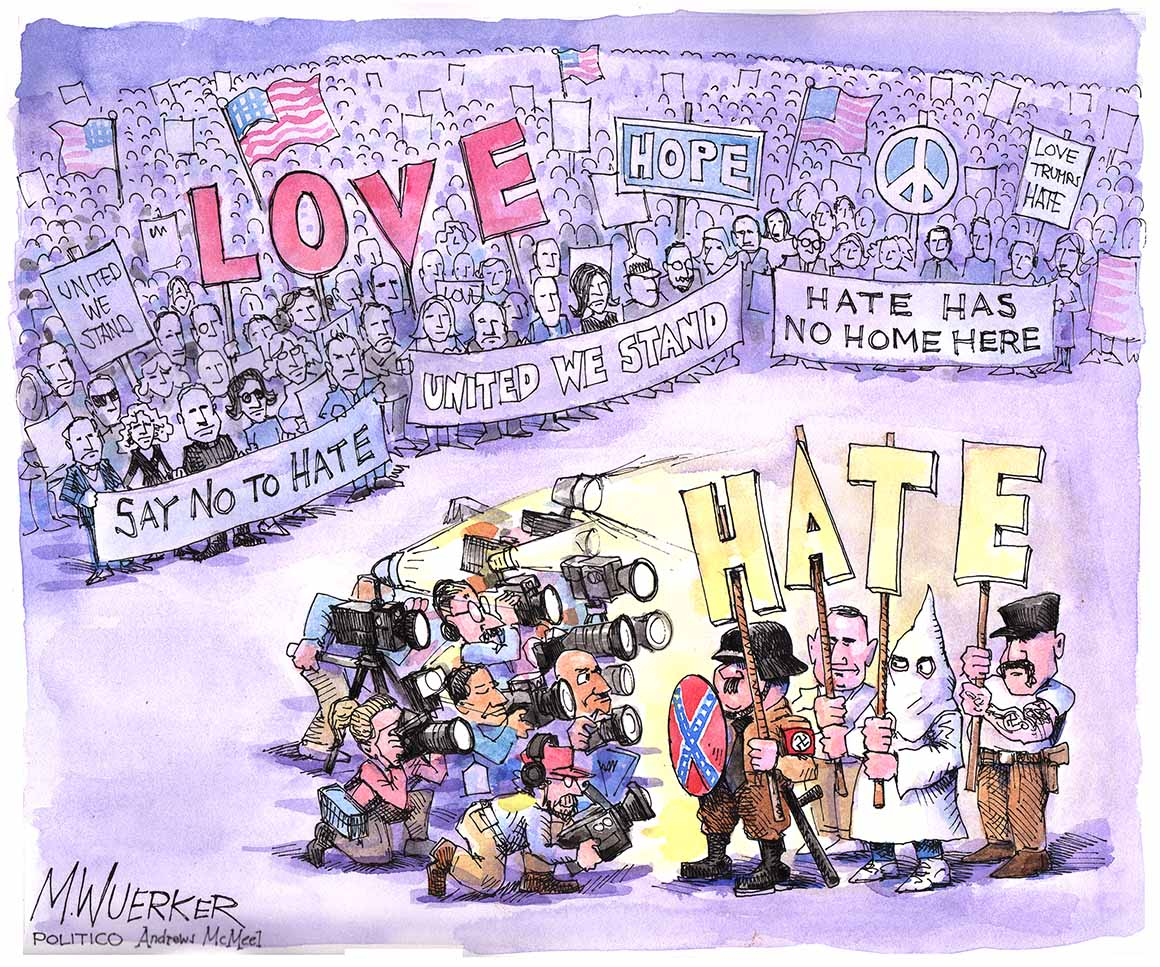 UNITED
WE
STAND
LOVE
HOPE
LOVE
TRUMPS
HATE
SAY NO TO HATE
UNITED WE STAND
HATE HAS
NO HOME HERE
HATE
M.WUERKER
POLITICO Andrews McMeel